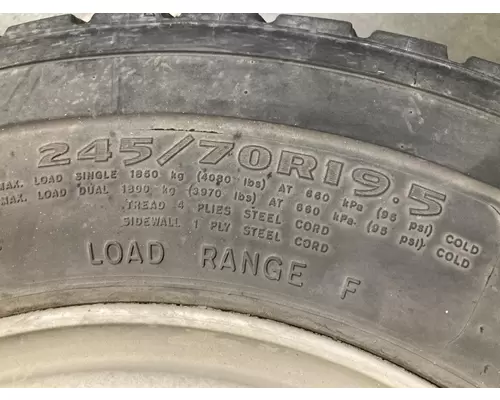 245/70R19.5
MAX. LOAD SINGLE 1850 kg (4080 lbs) AT 660 kPa (96 psi) COLD
MAX. LOAD DUAL 1800 kg (3970 lbs) AT 660 kPa (96 psi) COLD
TREAD 4 PLIES STEEL CORD
SIDEWALL 1 PLY STEEL CORD
LOAD RANGE F